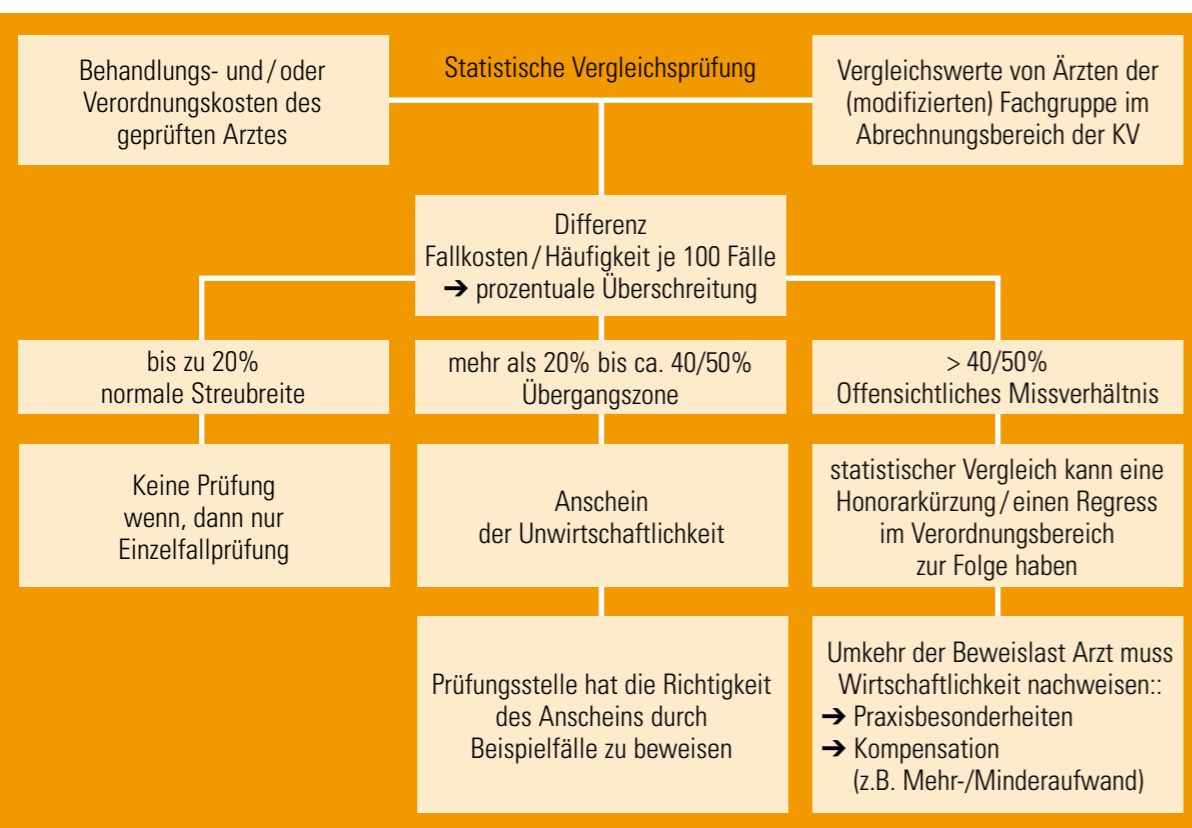 Behandlungs- und/oder
Verordnungskosten des
geprüften Arztes
Statistische Vergleichsprüfung
Vergleichswerte von Ärzten der
(modifizierten) Fachgruppe im
Abrechnungsbereich der KV
Differenz
Fallkosten/Häufigkeit je 100 Fälle
➔ prozentuale Überschreitung
bis zu 20%
normale Streubreite
mehr als 20% bis ca. 40/50%
Übergangszone
> 40/50%
Offensichtliches Missverhältnis
Keine Prüfung
wenn, dann nur
Einzelfallprüfung
Anschein
der Unwirtschaftlichkeit
statistischer Vergleich kann eine
Honorarkürzung/einen Regress
im Verordnungsbereich
zur Folge haben
Prüfungsstelle hat die Richtigkeit
des Anscheins durch
Beispielfälle zu beweisen
Umkehr der Beweislast Arzt muss
Wirtschaftlichkeit nachweisen::
➔ Praxisbesonderheiten
➔ Kompensation
(z.B. Mehr-/Minderaufwand)